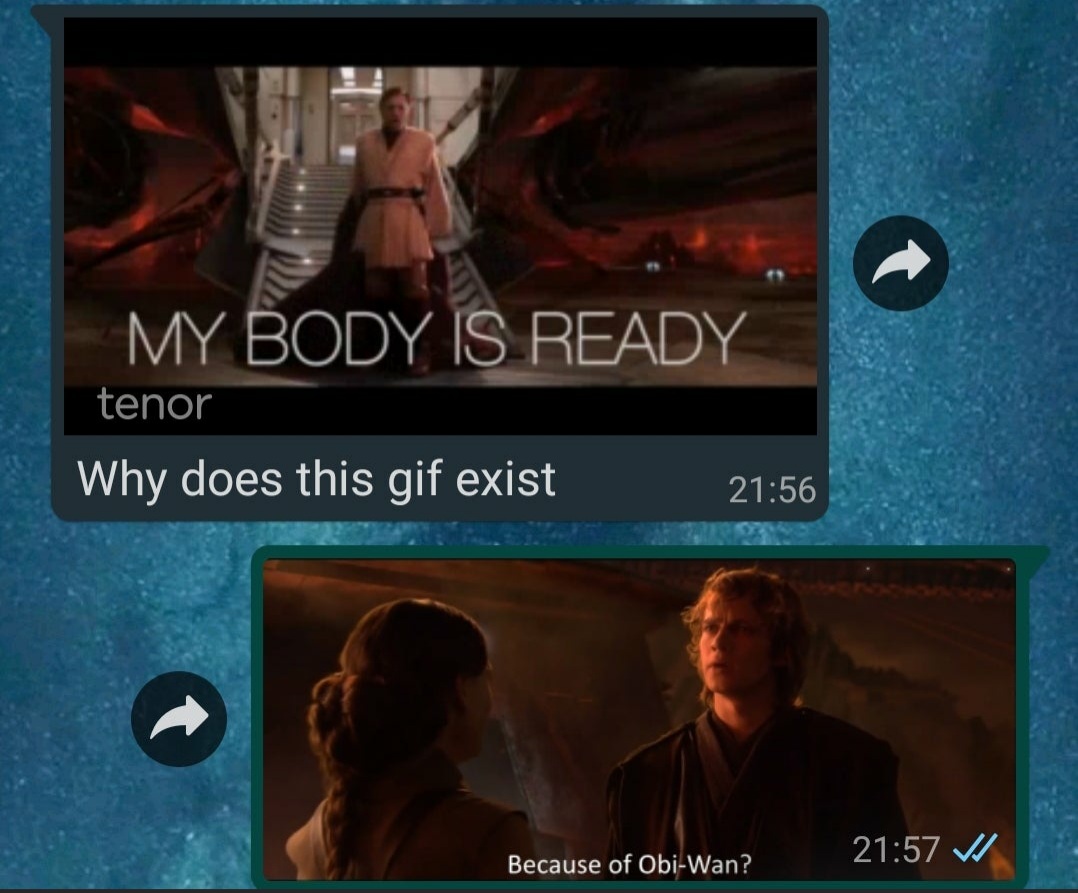 MY BODY IS READY
tenor
Why does this gif exist
21:56
Because of Obi-Wan?
21:57